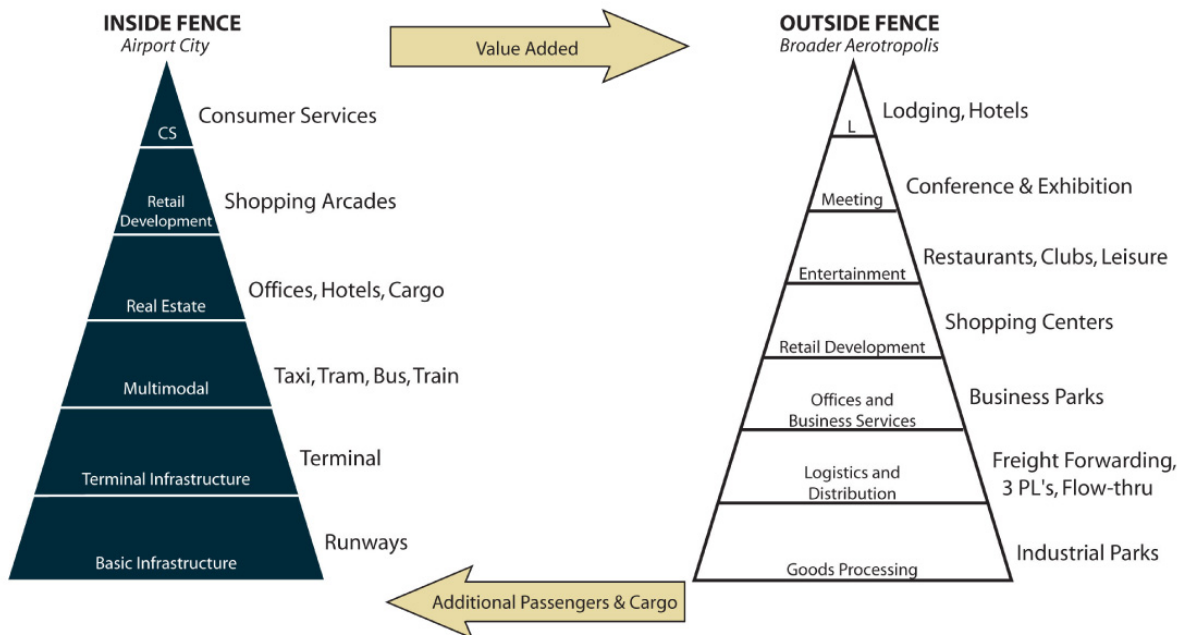 INSIDE FENCE
Airport City
Value Added
OUTSIDE FENCE
Broader Aerotropolis
CS
Consumer Services
Retail
Development
Shopping Arcades
Real Estate
Offices, Hotels, Cargo
Multimodal
Taxi, Tram, Bus, Train
Terminal Infrastructure
Terminal
Basic Infrastructure
Runways
L
Lodging, Hotels
Meeting
Conference & Exhibition
Entertainment
Restaurants, Clubs, Leisure
Retail Development
Shopping Centers
Offices and
Business Services
Business Parks
Logistics and
Distribution
Freight Forwarding,
3 PL's, Flow-thru
Goods Processing
Industrial Parks
Additional Passengers & Cargo